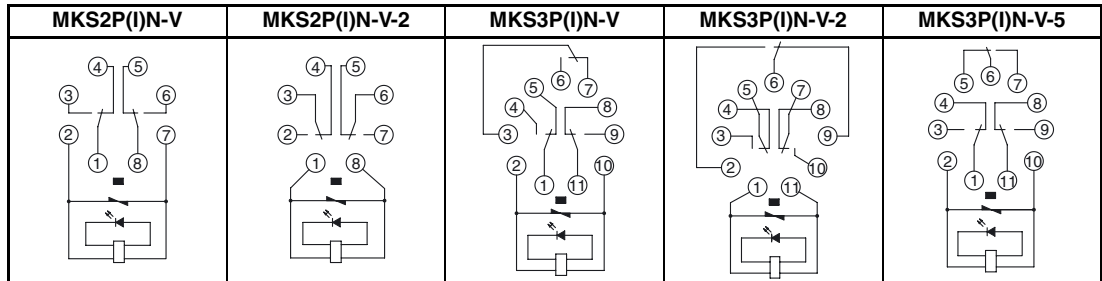 MKS2P(I)N-V MKS2P(I)N-V-2 MKS3P(I)N-V MKS3P(I)N-V-2 MKS3P(I)N-V-5
4 5 3 6 2 7 1 8
4 5 3 6 2 7 1 8
6 7 5 4 8 3 9 2 10 1 11
6 5 7 4 8 3 9 2 10 1 11
5 6 7 4 8 3 9 2 10 1 11